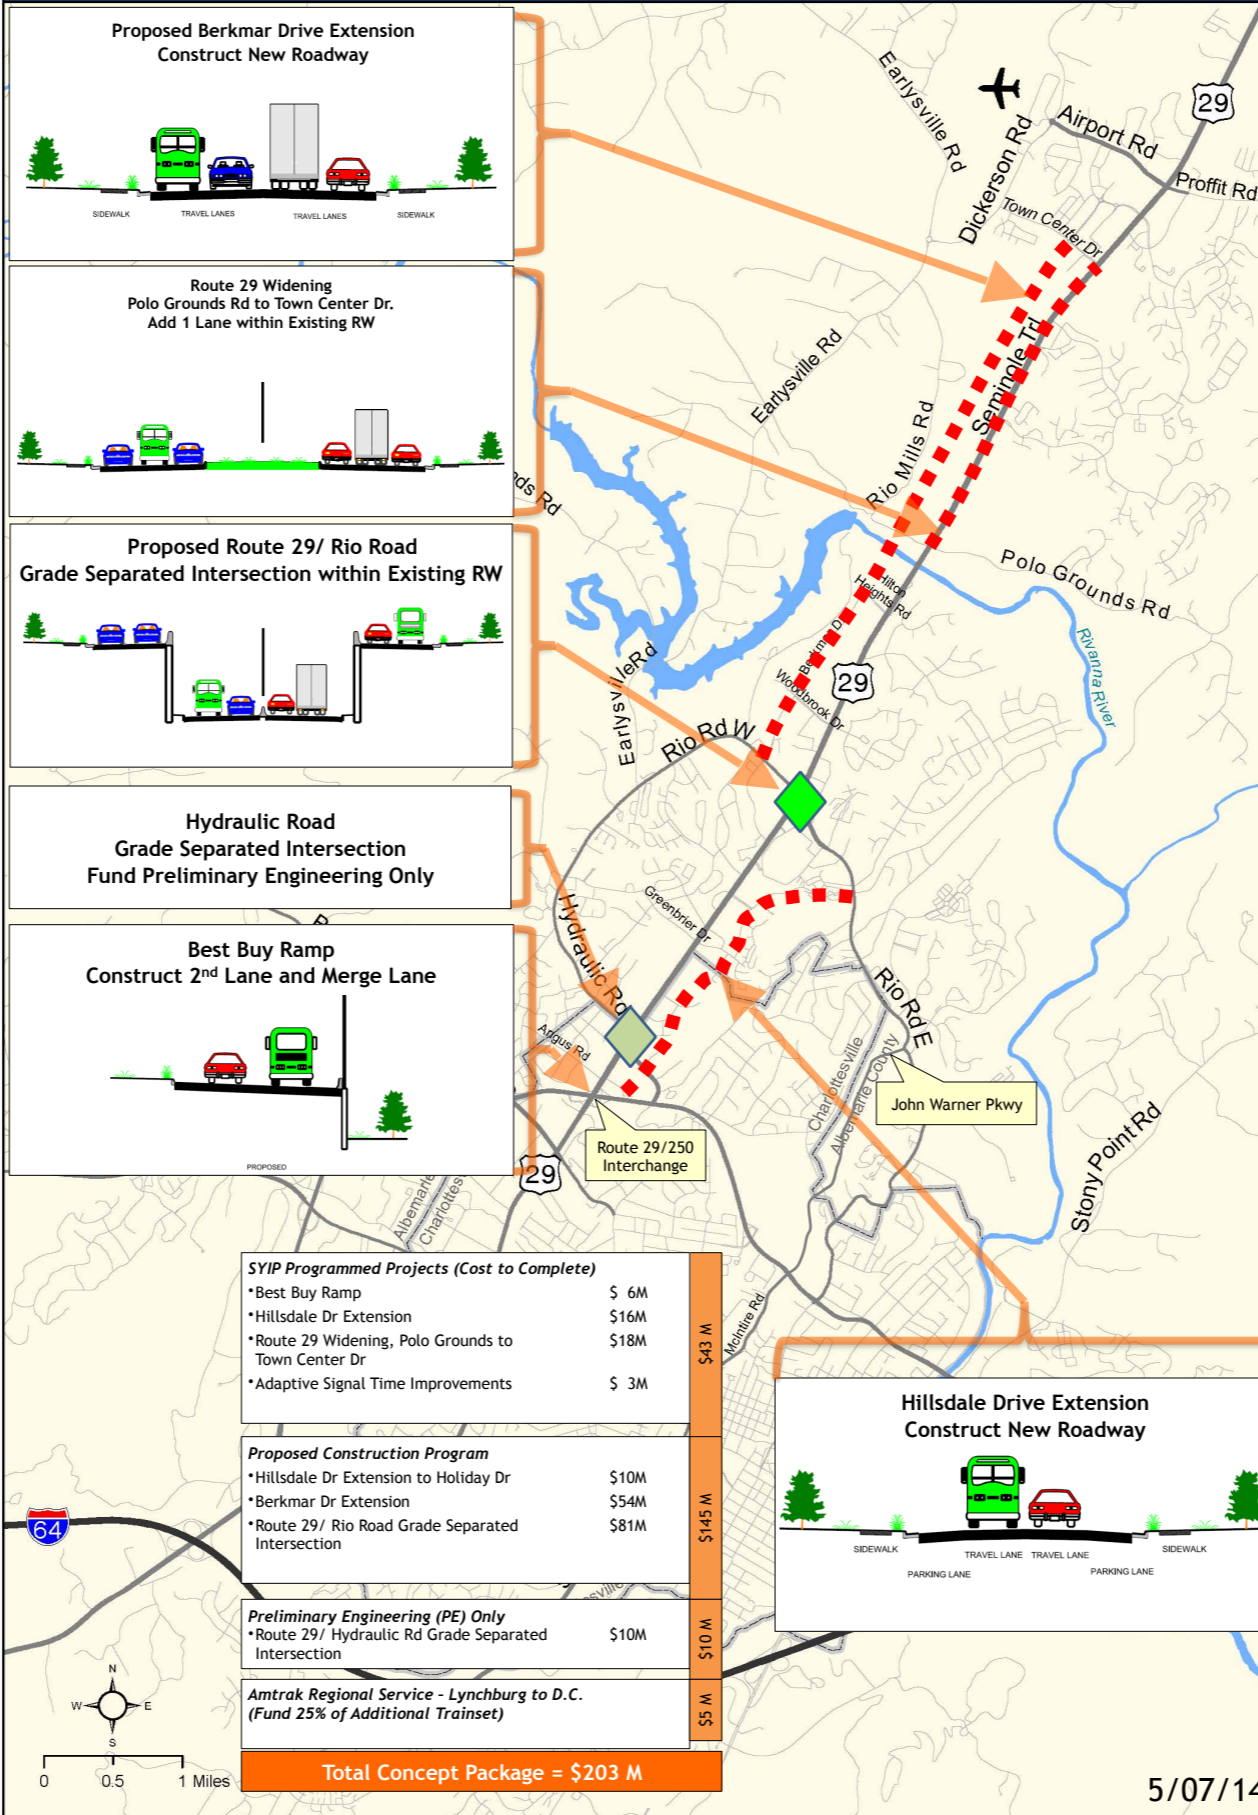 Proposed Berkmar Drive Extension
Construct New Roadway
SIDEWALK
TRAVEL LANES
TRAVEL LANES
SIDEWALK
Route 29 Widening
Polo Grounds Rd to Town Center Dr.
Add 1 Lane within Existing RW
Proposed Route 29/ Rio Road
Grade Separated Intersection within Existing RW
Hydraulic Road
Grade Separated Intersection
Fund Preliminary Engineering Only
Best Buy Ramp
Construct 2nd Lane and Merge Lane
PROPOSED
Earlysville Rd
Dickerson Rd
Airport Rd
29
Proffit Rd
Town Center Dr
Seminole Trl
Earlysville Rd
Rio Mills Rd
Polo Grounds Rd
Hilton
Heights Rd
Rivanna River
Woodbrook Dr
29
Earlysville Rd
Rio Rd W
Greenbrier Dr
Hydraulic Rd
Rio Rd E
Angus Rd
Charlottesville
Albemarle County
John Warner Pkwy
Route 29/250
Interchange
29
Stony Point Rd
McIntire Rd
64
SYIP Programmed Projects (Cost to Complete)
•Best Buy Ramp $ 6M
•Hillsdale Dr Extension $16M
•Route 29 Widening, Polo Grounds to $18M
Town Center Dr
•Adaptive Signal Time Improvements $ 3M
$43 M
Proposed Construction Program
•Hillsdale Dr Extension to Holiday Dr $10M
•Berkmar Dr Extension $54M
•Route 29/ Rio Road Grade Separated $81M
Intersection
$145 M
Preliminary Engineering (PE) Only
•Route 29/ Hydraulic Rd Grade Separated $10M
Intersection
$10 M
Amtrak Regional Service - Lynchburg to D.C.
(Fund 25% of Additional Trainset)
$5 M
Total Concept Package = $203 M
Hillsdale Drive Extension
Construct New Roadway
SIDEWALK
TRAVEL LANE
TRAVEL LANE
SIDEWALK
PARKING LANE
PARKING LANE
N
W
E
S
0
0.5
1 Miles
5/07/14